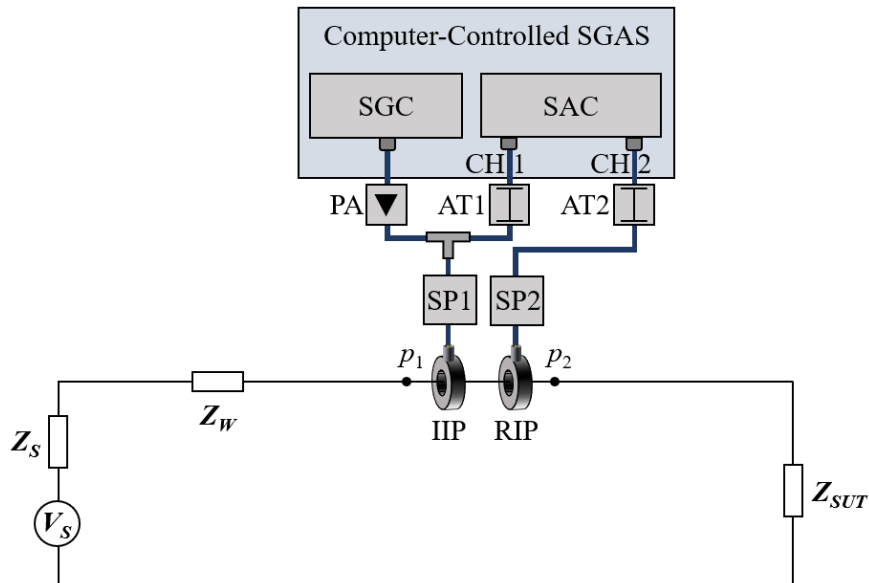 Computer-Controlled SGAS
SGC
SAC
CH 1
CH 2
PA
AT1
AT2
SP1
SP2
p1
p2
ZW
IIP
RIP
ZS
ZSUT
VS